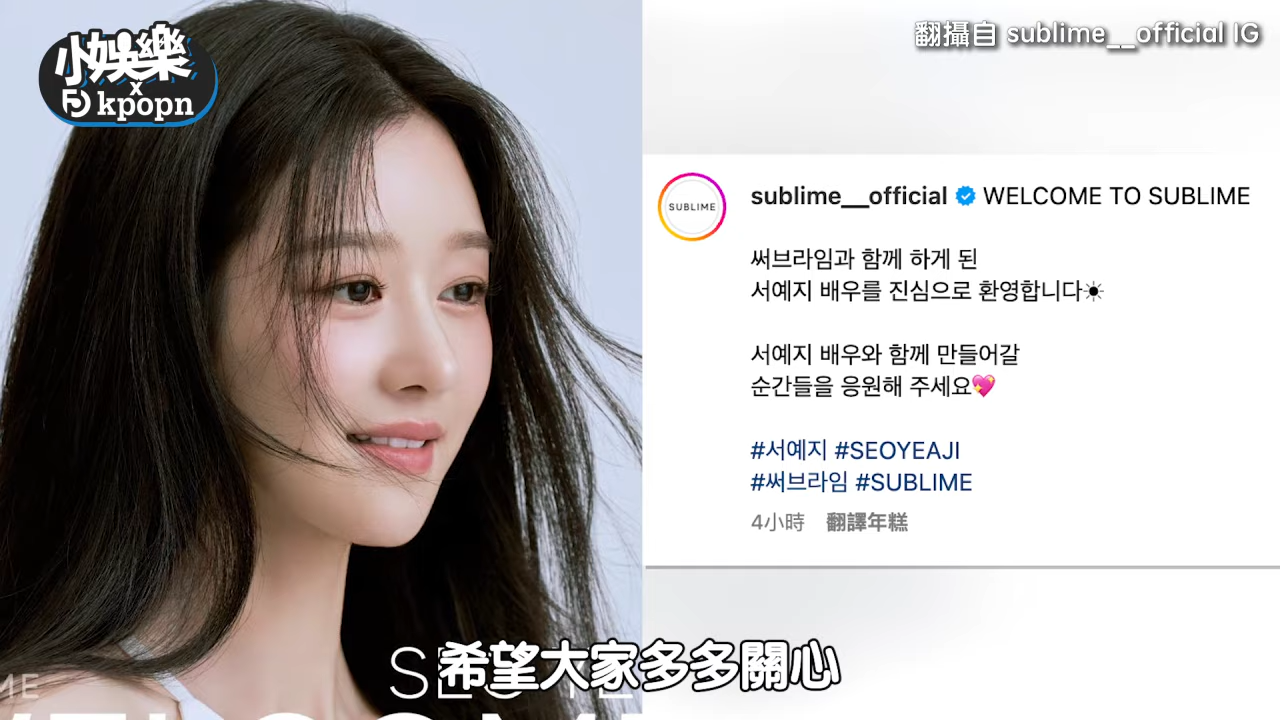 小娛樂
x
kpopn
翻攝自 sublime__official IG
SUBLIME
sublime__official WELCOME TO SUBLIME
써브라임과 함께 하게 된
서예지 배우를 진심으로 환영합니다☀
서예지 배우와 함께 만들어갈
순간들을 응원해 주세요💖
#서예지 #SEOYEAJI
#써브라임 #SUBLIME
4小時 翻譯年糕
希望大家多多關心